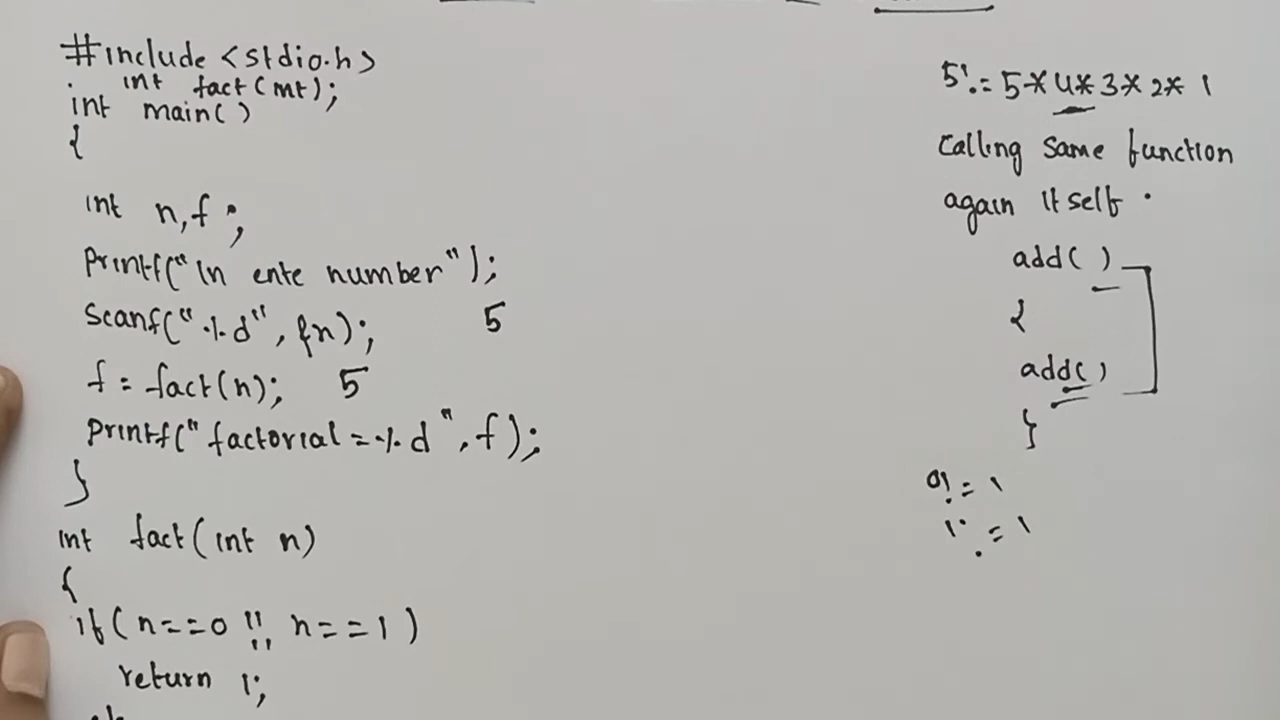 #include <stdio.h>
int fact(int);
int main()
{
int n,f;
printf("\n ente number");
scanf("%d", &n); 5
f = fact(n); 5
printf("factorial = %d", f);
}
int fact(int n)
{
if(n==0 || n==1)
return 1;
5! = 5*4*3*2*1
Calling same function
again itself.
add()
{
add()
}
0! = 1
1! = 1